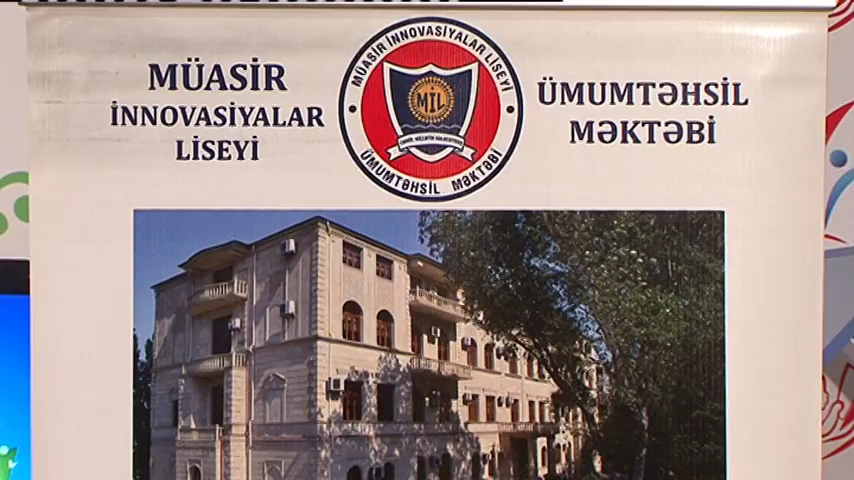 MÜASİR
İNNOVASİYALAR
LİSEYİ
MÜASİR İNNOVASİYALAR LİSEYİ
MİL
ÜMUMTƏHSİL MƏKTƏBİ
ÜMUMTƏHSİL
MƏKTƏBİ